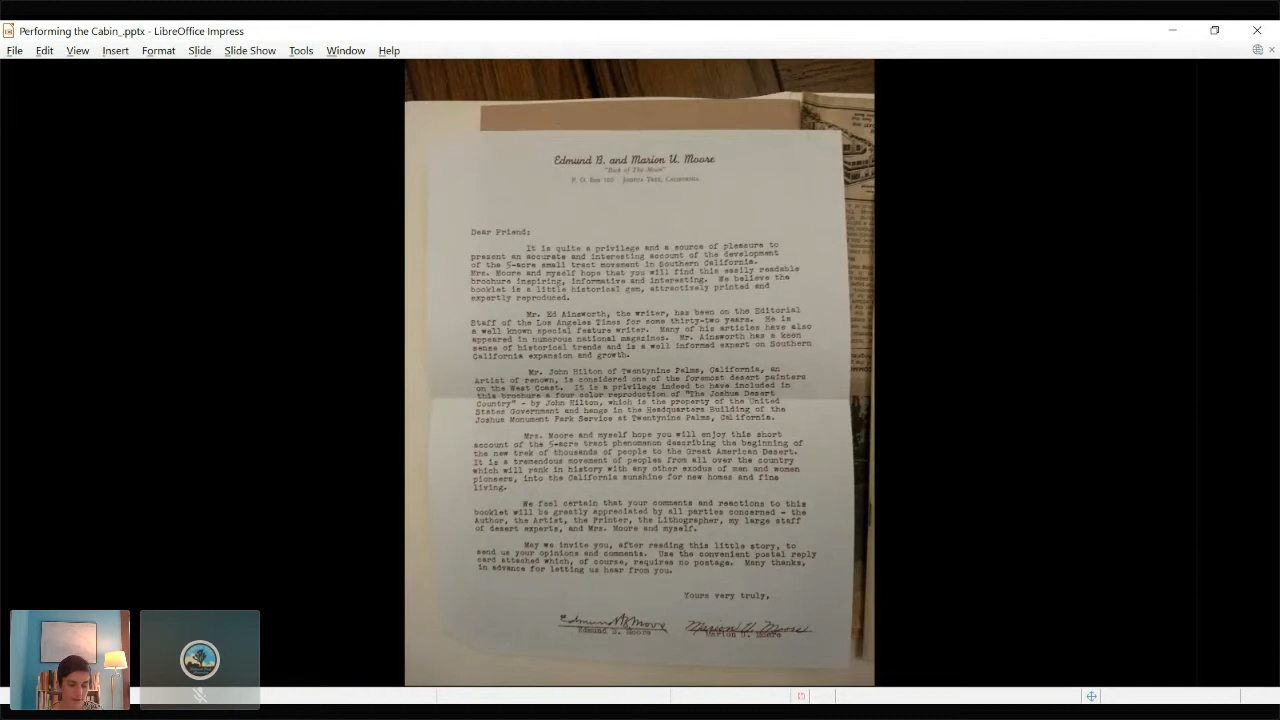 Performing the Cabin_.pptx - LibreOffice Impress
File Edit View Insert Format Slide Slide Show Tools Window Help
Edmund B. and Marion U. Moore
"Back of The Moon"
P. O. Box 100 Joshua Tree, California
Dear Friend;
It is quite a privilege and a source of pleasure to
present an accurate and interesting account of the development
of the 5-acre small tract movement in Southern California.
Mrs. Moore and myself hope that you will find this easily readable
brochure inspiring, informative and interesting. We believe the
booklet is a little historical gem, attractively printed and
expertly reproduced.
Mr. Ed Ainsworth, the writer, has been on the Editorial
Staff of the Los Angeles Times for some thirty-two years. He is
a well known special feature writer. Many of his articles have also
appeared in numerous national magazines. Mr. Ainsworth has a keen
sense of historical trends and is a well informed expert on Southern
California expansion and growth.
Mr. John Hilton of Twentynine Palms, California, an
Artist of renown, is considered one of the foremost desert painters
on the West Coast. It is a privilege indeed to have included in
this brochure a four color reproduction of "The Joshua Desert
Country" - by John Hilton, which is the property of the United
States Government and hangs in the Headquarters Building of the
Joshua Monument Park Service at Twentynine Palms, California.
Mrs. Moore and myself hope you will enjoy this short
account of the 5-acre tract phenomenon describing the beginning of
the new trek of thousands of people to the Great American Desert.
It is a tremendous movement of peoples from all over the country
which will rank in history with any other exodus of men and women
pioneers, into the California sunshine for new homes and fine
living.
We feel certain that your comments and reactions to this
booklet will be greatly appreciated by all parties concerned - the
Author, the Artist, the Printer, the Lithographer, my large staff
of desert experts, and Mrs. Moore and myself.
May we invite you, after reading this little story, to
send us your opinions and comments. Use the convenient postal reply
card attached which, of course, requires no postage. Many thanks,
in advance for letting us hear from you.
Yours very truly,
Edmund B. Moore Marion U. Moore
Edmund B. Moore Marion U. Moore